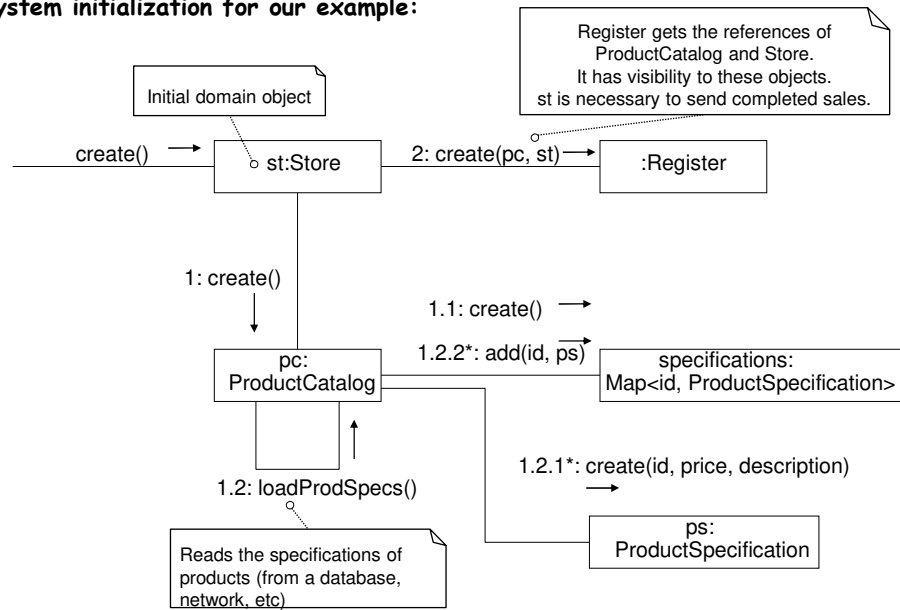 ystem initialization for our example:
Register gets the references of
ProductCatalog and Store.
It has visibility to these objects.
st is necessary to send completed sales.
Initial domain object
create()
st:Store
2: create(pc, st)
:Register
1: create()
1.1: create()
1.2.2*: add(id, ps)
pc:
ProductCatalog
specifications:
Map<id, ProductSpecification>
1.2: loadProdSpecs()
1.2.1*: create(id, price, description)
ps:
ProductSpecification
Reads the specifications of
products (from a database,
network, etc)